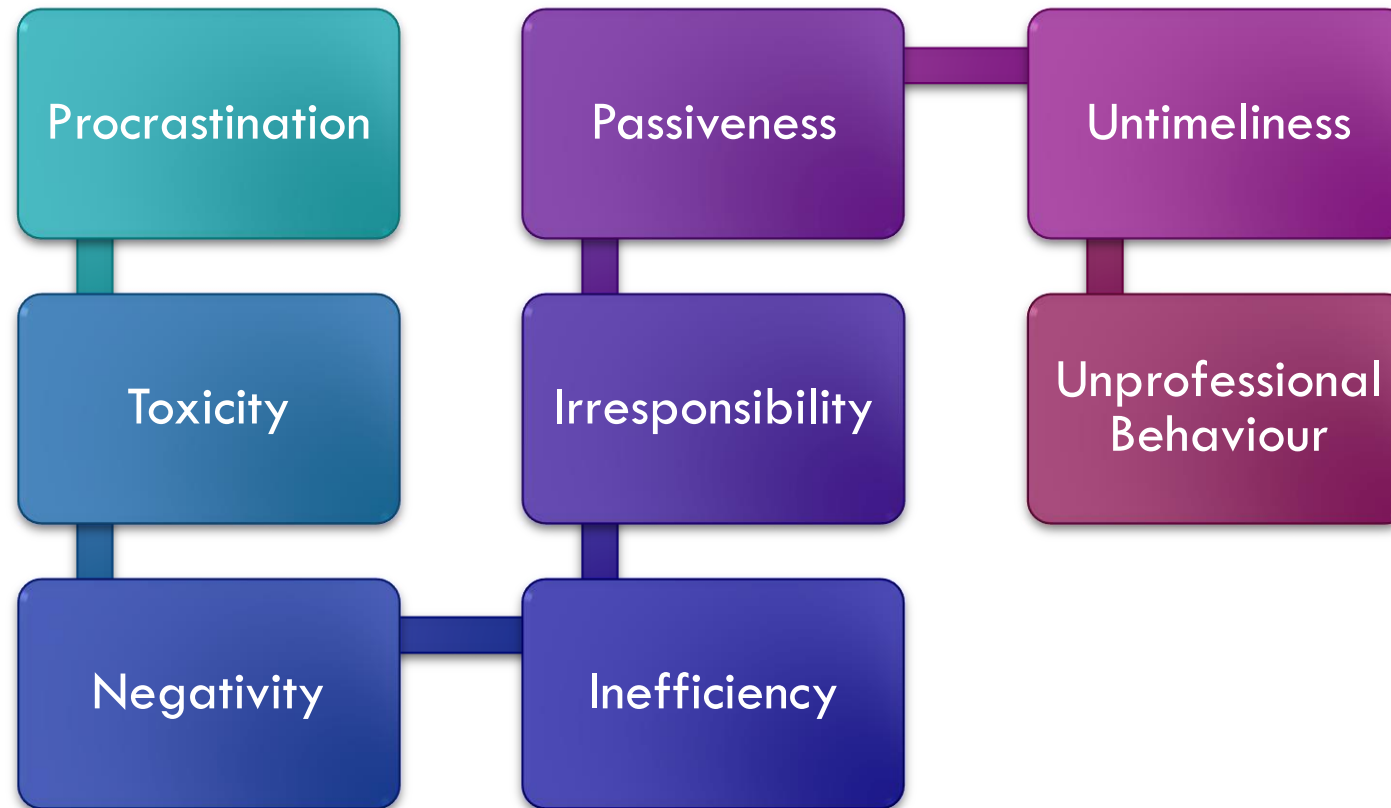 Procrastination
Toxicity
Negativity
Inefficiency
Irresponsibility
Passiveness
Untimeliness
Unprofessional
Behaviour